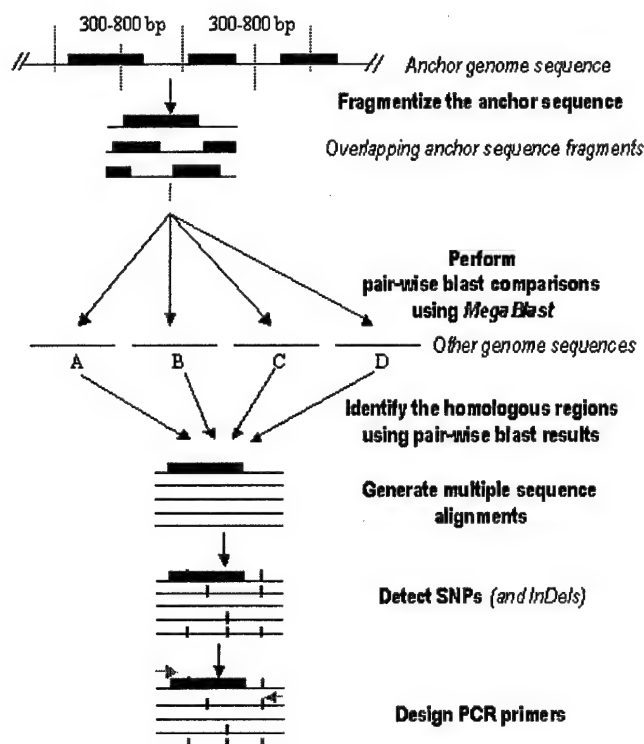 300-800 bp 300-800 bp
// //
Anchor genome sequence
Fragmentize the anchor sequence
Overlapping anchor sequence fragments
Perform
pair-wise blast comparisons
using MegaBlast
Other genome sequences
A B C D
Identify the homologous regions
using pair-wise blast results
Generate multiple sequence
alignments
Detect SNPs (and InDels)
Design PCR primers